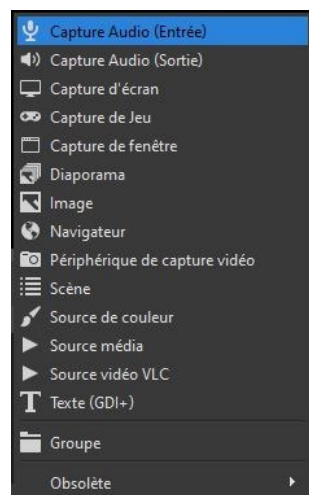 Capture Audio (Entrée)
Capture Audio (Sortie)
Capture d'écran
Capture de Jeu
Capture de fenêtre
Diaporama
Image
Navigateur
Périphérique de capture vidéo
Scène
Source de couleur
Source média
Source vidéo VLC
Texte (GDI+)
Groupe
Obsolète